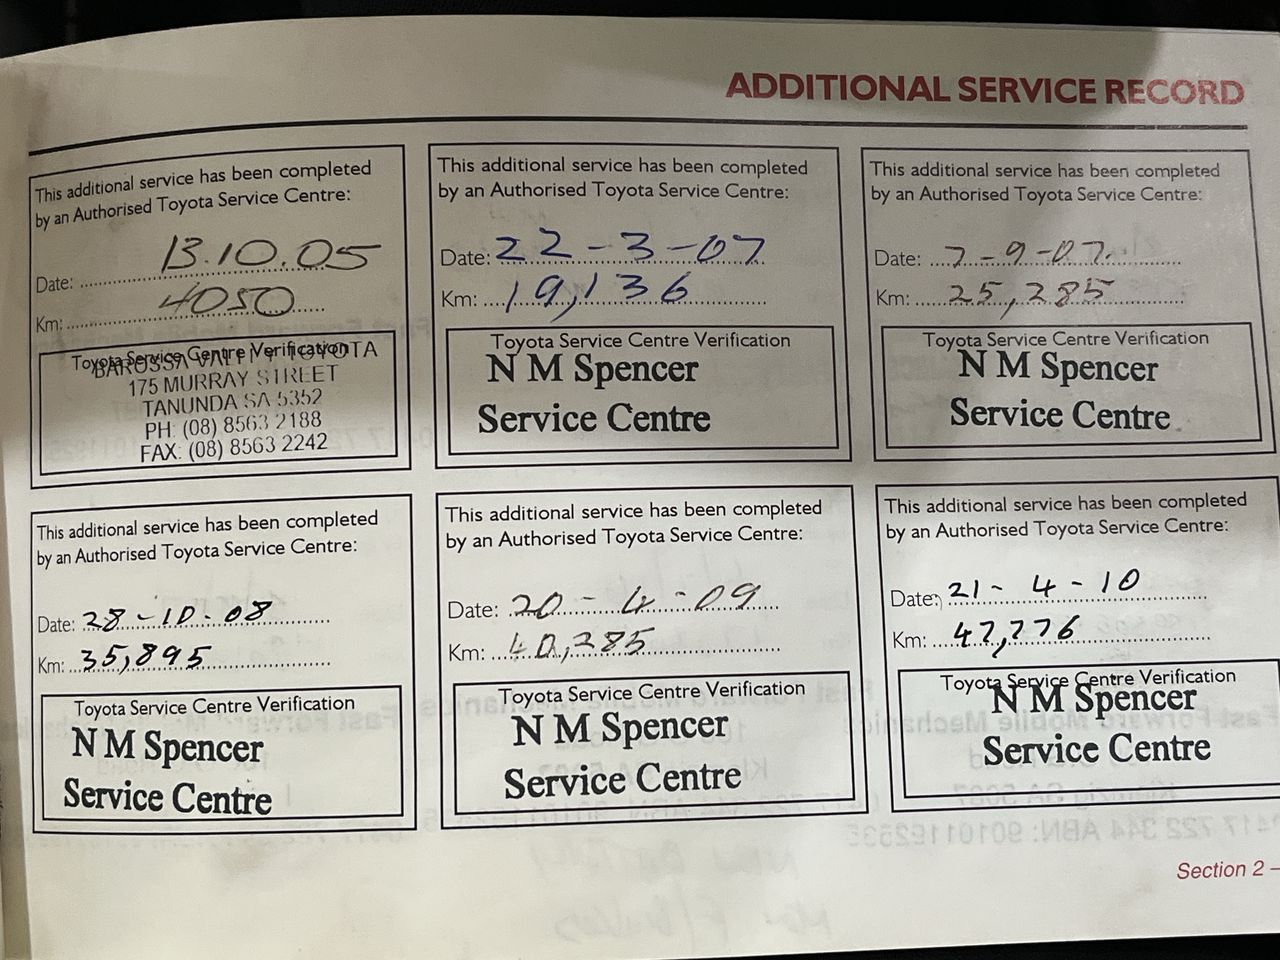 ADDITIONAL SERVICE RECORD
This additional service has been completed
by an Authorised Toyota Service Centre:
Date: 13.10.05
Km: 4050
Toyota Service Centre Verification
BAROSSA VALLEY TOYOTA
175 MURRAY STREET
TANUNDA SA 5352
PH: (08) 8563 2188
FAX: (08) 8563 2242
This additional service has been completed
by an Authorised Toyota Service Centre:
Date: 22-3-07
Km: 19,136
Toyota Service Centre Verification
N M Spencer
Service Centre
This additional service has been completed
by an Authorised Toyota Service Centre:
Date: 7-9-07
Km: 25,285
Toyota Service Centre Verification
N M Spencer
Service Centre
This additional service has been completed
by an Authorised Toyota Service Centre:
Date: 28-10-08
Km: 35,895
Toyota Service Centre Verification
N M Spencer
Service Centre
This additional service has been completed
by an Authorised Toyota Service Centre:
Date: 20-4-09
Km: 40,385
Toyota Service Centre Verification
N M Spencer
Service Centre
This additional service has been completed
by an Authorised Toyota Service Centre:
Date: 21-4-10
Km: 47,776
Toyota Service Centre Verification
N M Spencer
Service Centre
Section 2 –